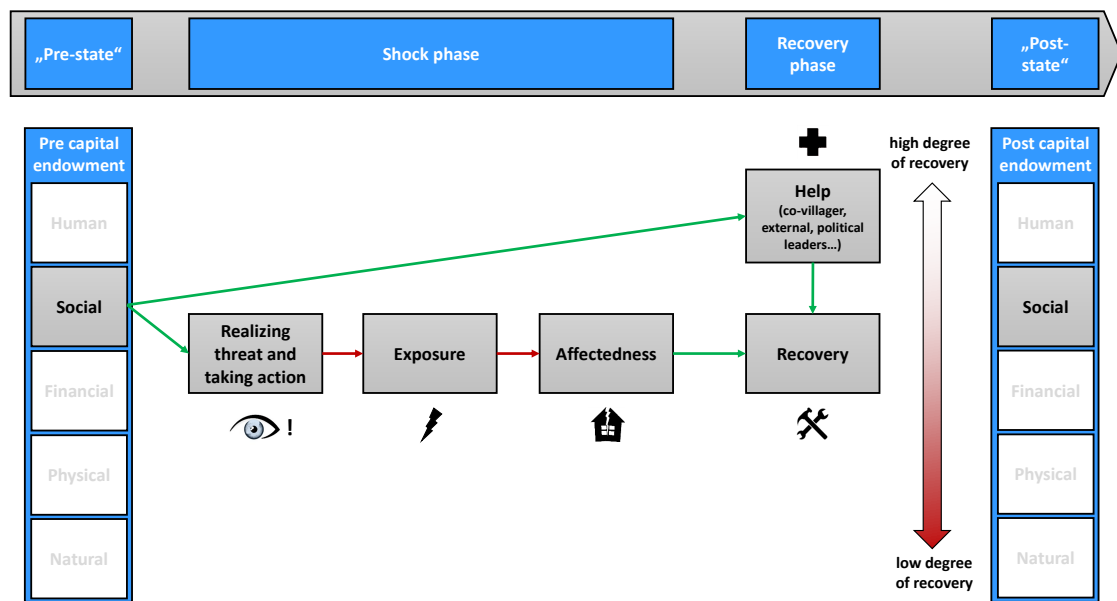 „Pre-state“
Shock phase
Recovery
phase
„Post-
state“
Pre capital
endowment
Human
Social
Financial
Physical
Natural
Realizing
threat and
taking action
!
Exposure
Affectedness
Help
(co-villager,
external, political
leaders...)
Recovery
high degree
of recovery
low degree
of recovery
Post capital
endowment
Human
Social
Financial
Physical
Natural